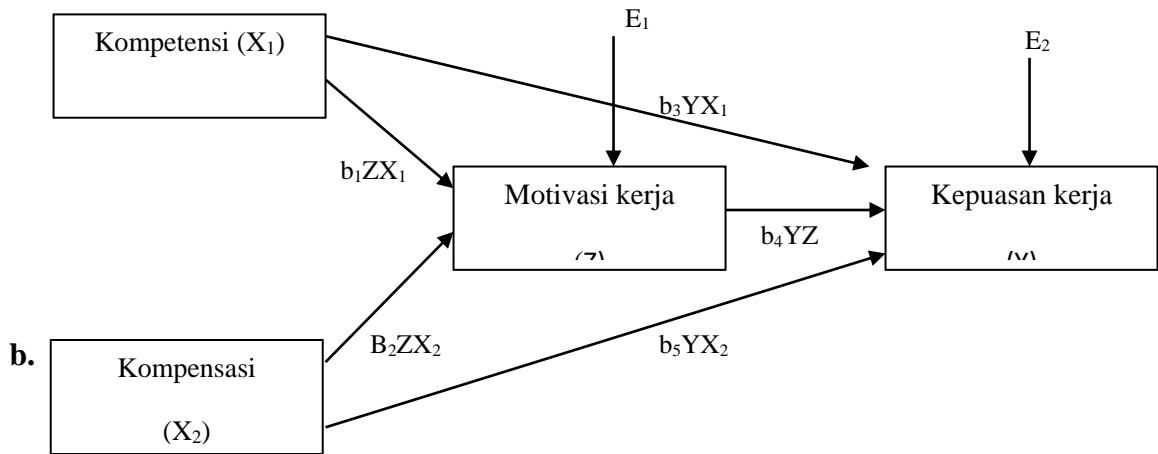 E₁
Kompetensi (X₁)
E₂
b₃YX₁
b₁ZX₁
Motivasi kerja
(Z)
Kepuasan kerja
(Y)
b₄YZ
B₂ZX₂
b₅YX₂
b.
Kompensasi
(X₂)